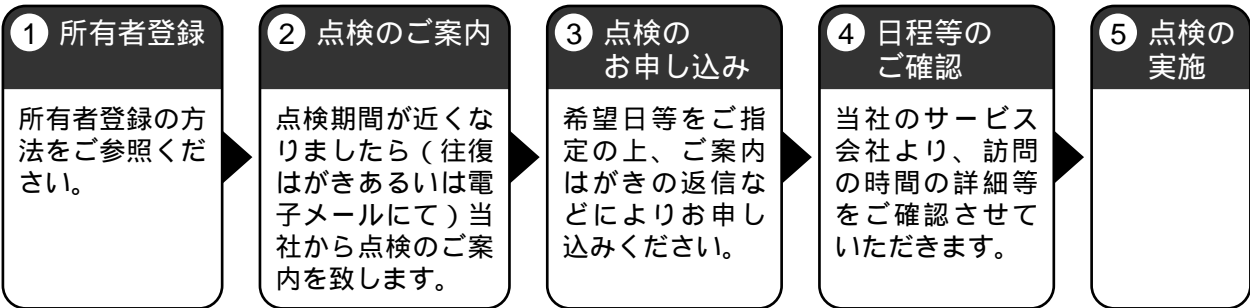 ① 所有者登録
所有者登録の方
法をご参照くだ
さい。
② 点検のご案内
点検期間が近くな
りましたら（往復
はがきあるいは電
子メールにて）当
社から点検のご案
内を致します。
③ 点検の
お申し込み
希望日等をご指
定の上、ご案内
はがきの返信な
どによりお申し
込みください。
④ 日程等の
ご確認
当社のサービス
会社より、訪問
の時間の詳細等
をご確認させて
いただきます。
⑤ 点検の
実施